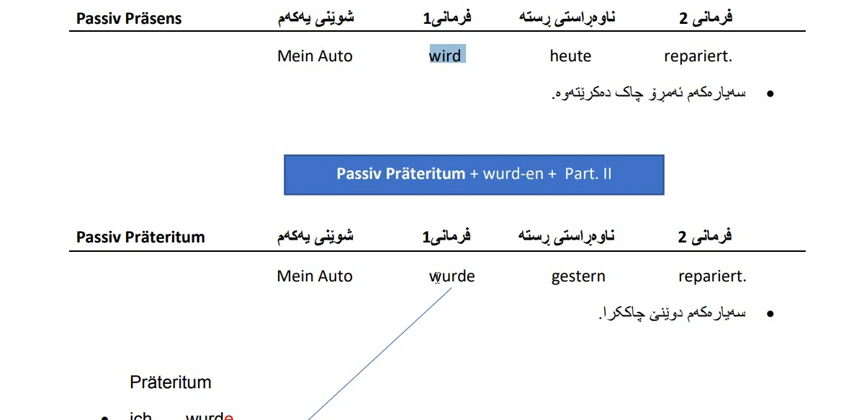 Passiv Präsens شوێنی یەکەم فرمانی1 ناوەڕاستی ڕستە فرمانی 2
Mein Auto wird heute repariert.
• سەیارەکەم ئەمڕۆ چاک دەکرێتەوە.
Passiv Präteritum + wurd-en + Part. II
Passiv Präteritum شوێنی یەکەم فرمانی1 ناوەڕاستی ڕستە فرمانی 2
Mein Auto wurde gestern repariert.
• سەیارەکەم دوێنێ چاککرا.
Präteritum
• ich wurde